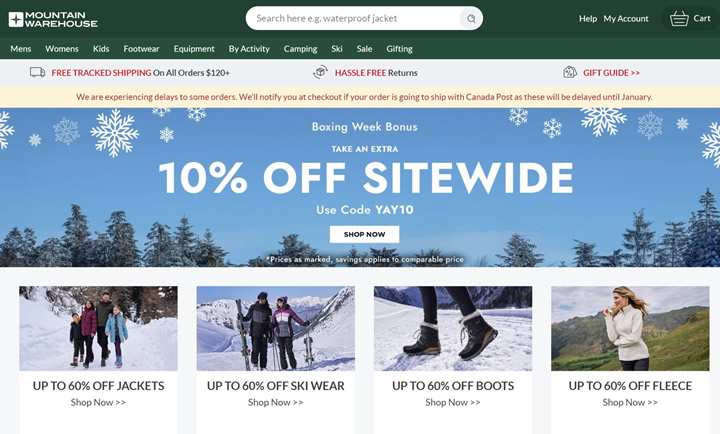 MOUNTAIN
WAREHOUSE
Search here e.g. waterproof jacket
Help My Account Cart
Mens Womens Kids Footwear Equipment By Activity Camping Ski Sale Gifting
FREE TRACKED SHIPPING On All Orders $120+ HASSLE FREE Returns GIFT GUIDE >>
We are experiencing delays to some orders. We'll notify you at checkout if your order is going to ship with Canada Post as these will be delayed until January.
Boxing Week Bonus
TAKE AN EXTRA
10% OFF SITEWIDE
Use Code YAY10
SHOP NOW
*Prices as marked, savings applies to comparable price
UP TO 60% OFF JACKETS UP TO 60% OFF SKI WEAR UP TO 60% OFF BOOTS UP TO 60% OFF FLEECE
Shop Now >> Shop Now >> Shop Now >> Shop Now >>